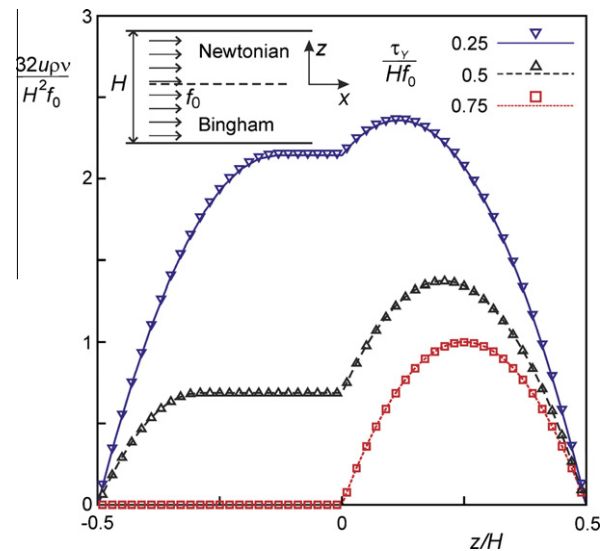 3
32uρν
H²f₀
2
1
0
-0.5
0
0.5
z/H
Newtonian
H
f₀
Bingham
z
x
τ_Y
Hf₀
0.25
0.5
0.75